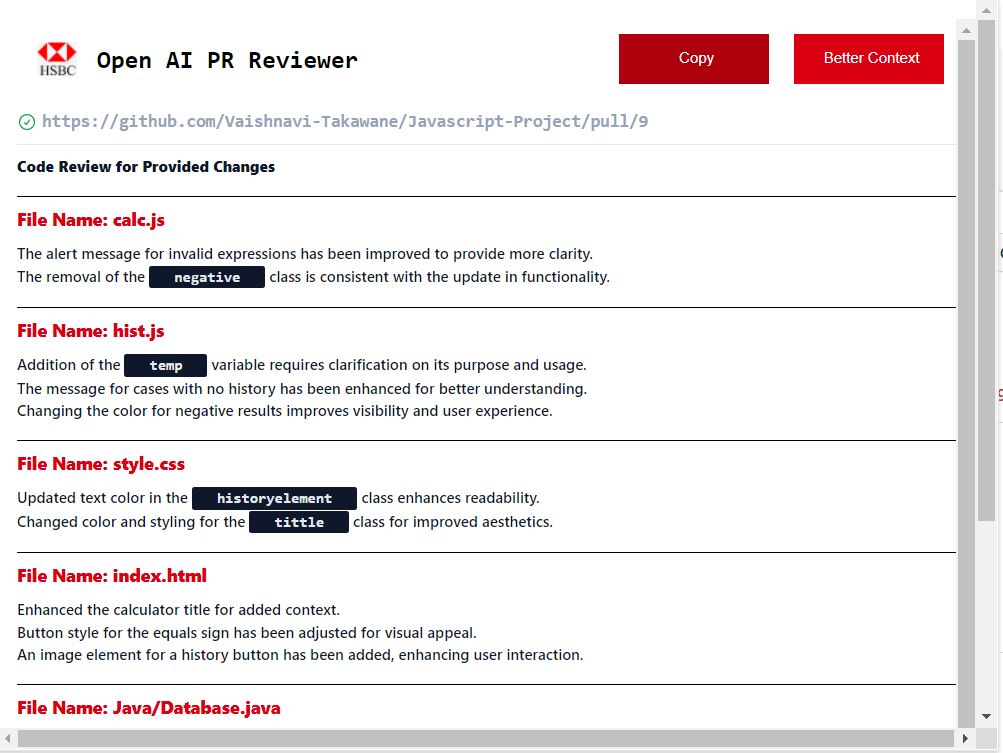 HSBC
Open AI PR Reviewer
Copy
Better Context
https://github.com/Vaishnavi-Takawane/Javascript-Project/pull/9
Code Review for Provided Changes
File Name: calc.js
The alert message for invalid expressions has been improved to provide more clarity.
The removal of the negative class is consistent with the update in functionality.
File Name: hist.js
Addition of the temp variable requires clarification on its purpose and usage.
The message for cases with no history has been enhanced for better understanding.
Changing the color for negative results improves visibility and user experience.
File Name: style.css
Updated text color in the historyelement class enhances readability.
Changed color and styling for the tittle class for improved aesthetics.
File Name: index.html
Enhanced the calculator title for added context.
Button style for the equals sign has been adjusted for visual appeal.
An image element for a history button has been added, enhancing user interaction.
File Name: Java/Database.java